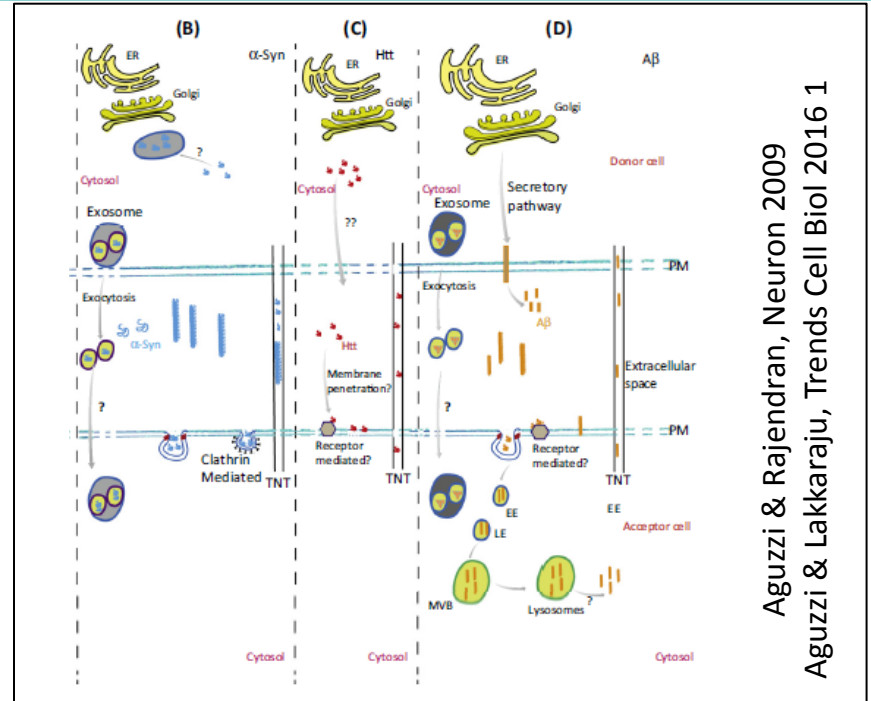 (B)
α-Syn
ER
Golgi
?
Cytosol
Exosome
Exocytosis
α-Syn
?
Clathrin
Mediated
TNT
Cytosol
(C)
Htt
ER
Golgi
Cytosol
??
Htt
Membrane
penetration?
Receptor
mediated?
TNT
Cytosol
(D)
Aβ
ER
Golgi
Donor cell
Cytosol
Secretory
pathway
Exosome
PM
Exocytosis
Aβ
Extracellular
space
?
PM
Receptor
mediated?
TNT
EE
EE
LE
Acceptor cell
MVB
Lysosomes
?
Cytosol
Aguzzi & Rajendran, Neuron 2009
Aguzzi & Lakkaraju, Trends Cell Biol 2016 1